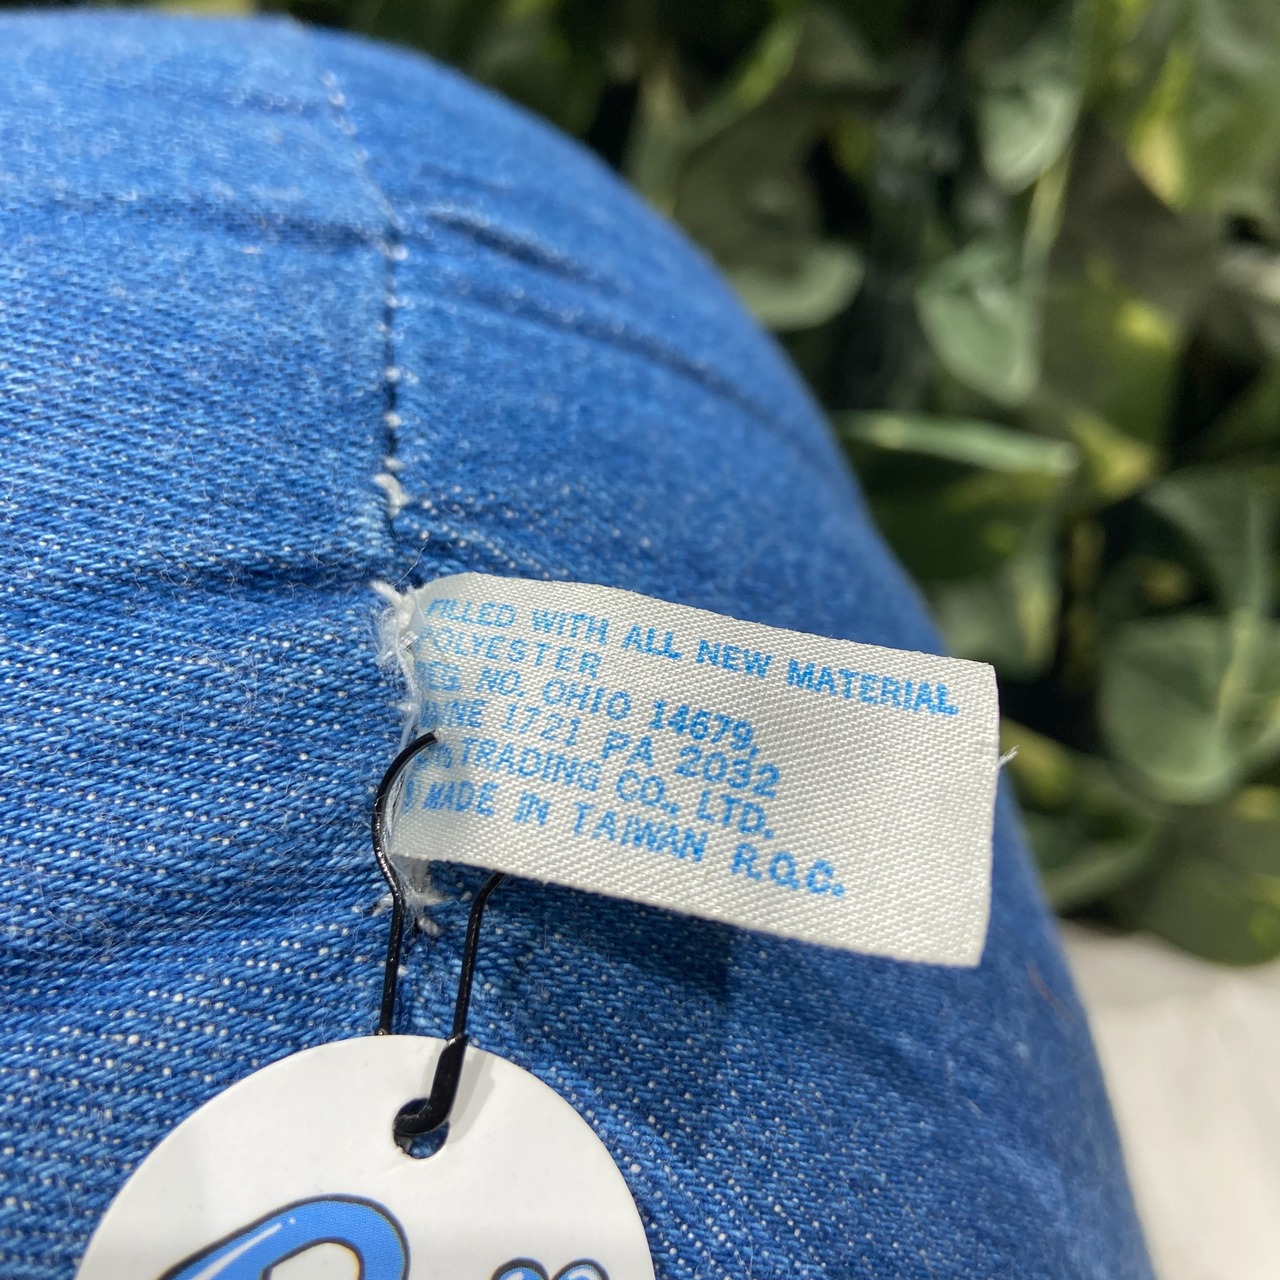 FILLED WITH ALL NEW MATERIAL
POLYESTER
REG NO. OHIO 14679,
MAINE 1721 PA. 2032
TRADING CO., LTD.
MADE IN TAIWAN R.O.C.